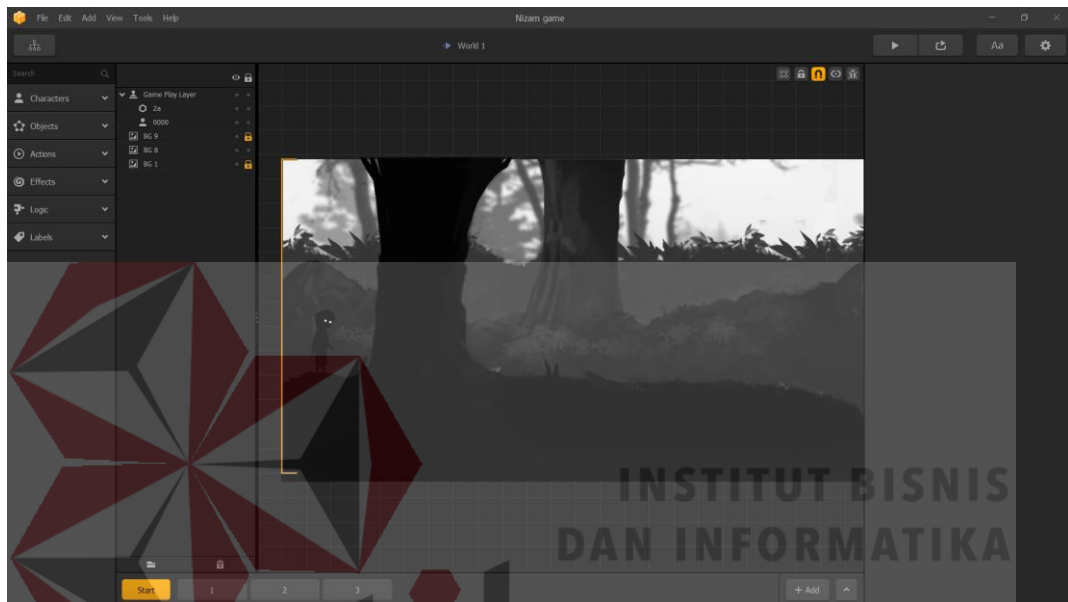 File Edit Add View Tools Help
Nizam game
World 1
Aa
Search
Characters
Objects
Actions
Effects
Logic
Labels
Game Play Layer
2a
0000
BG 9
BG 8
BG 1
INSTITUT BISNIS
DAN INFORMATIKA
Start 1 2 3
+ Add